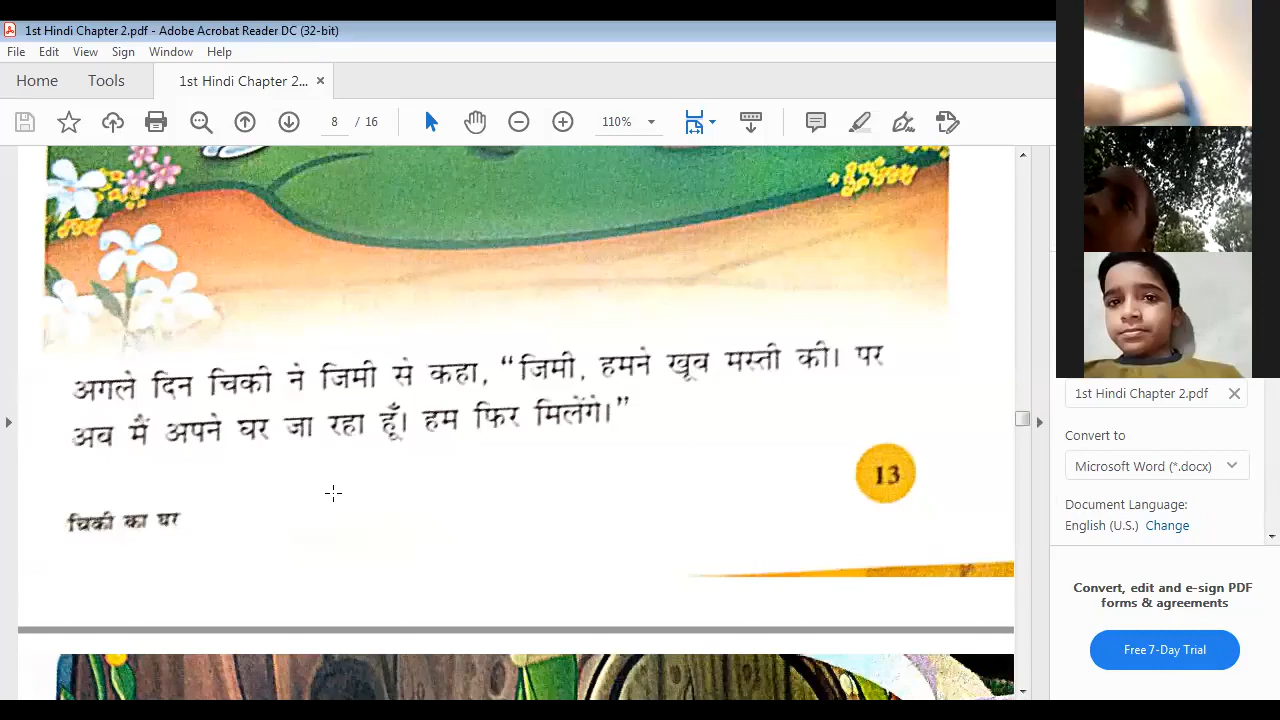 1st Hindi Chapter 2.pdf - Adobe Acrobat Reader DC (32-bit)
File Edit View Sign Window Help
Home Tools 1st Hindi Chapter 2... ×
8 / 16 110%
अगले दिन चिकी ने जिमी से कहा, “जिमी, हमने खूब मस्ती की। पर
अब मैं अपने घर जा रहा हूँ। हम फिर मिलेंगे।”
13
चिकी का घर
1st Hindi Chapter 2.pdf
Convert to
Microsoft Word (*.docx)
Document Language:
English (U.S.) Change
Convert, edit and e-sign PDF
forms & agreements
Free 7-Day Trial